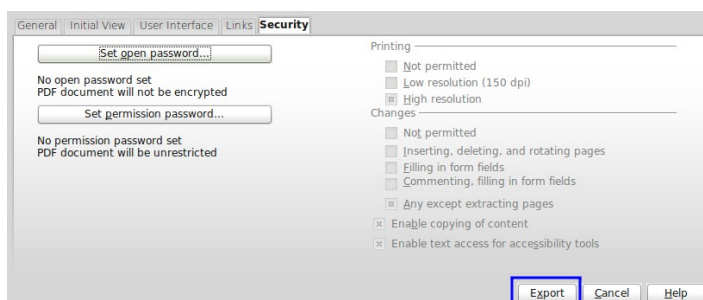 General Initial View User Interface Links Security
Set open password...
No open password set
PDF document will not be encrypted
Set permission password...
No permission password set
PDF document will be unrestricted
Printing
Not permitted
Low resolution (150 dpi)
High resolution
Changes
Not permitted
Inserting, deleting, and rotating pages
Filling in form fields
Commenting, filling in form fields
Any except extracting pages
Enable copying of content
Enable text access for accessibility tools
Export Cancel Help